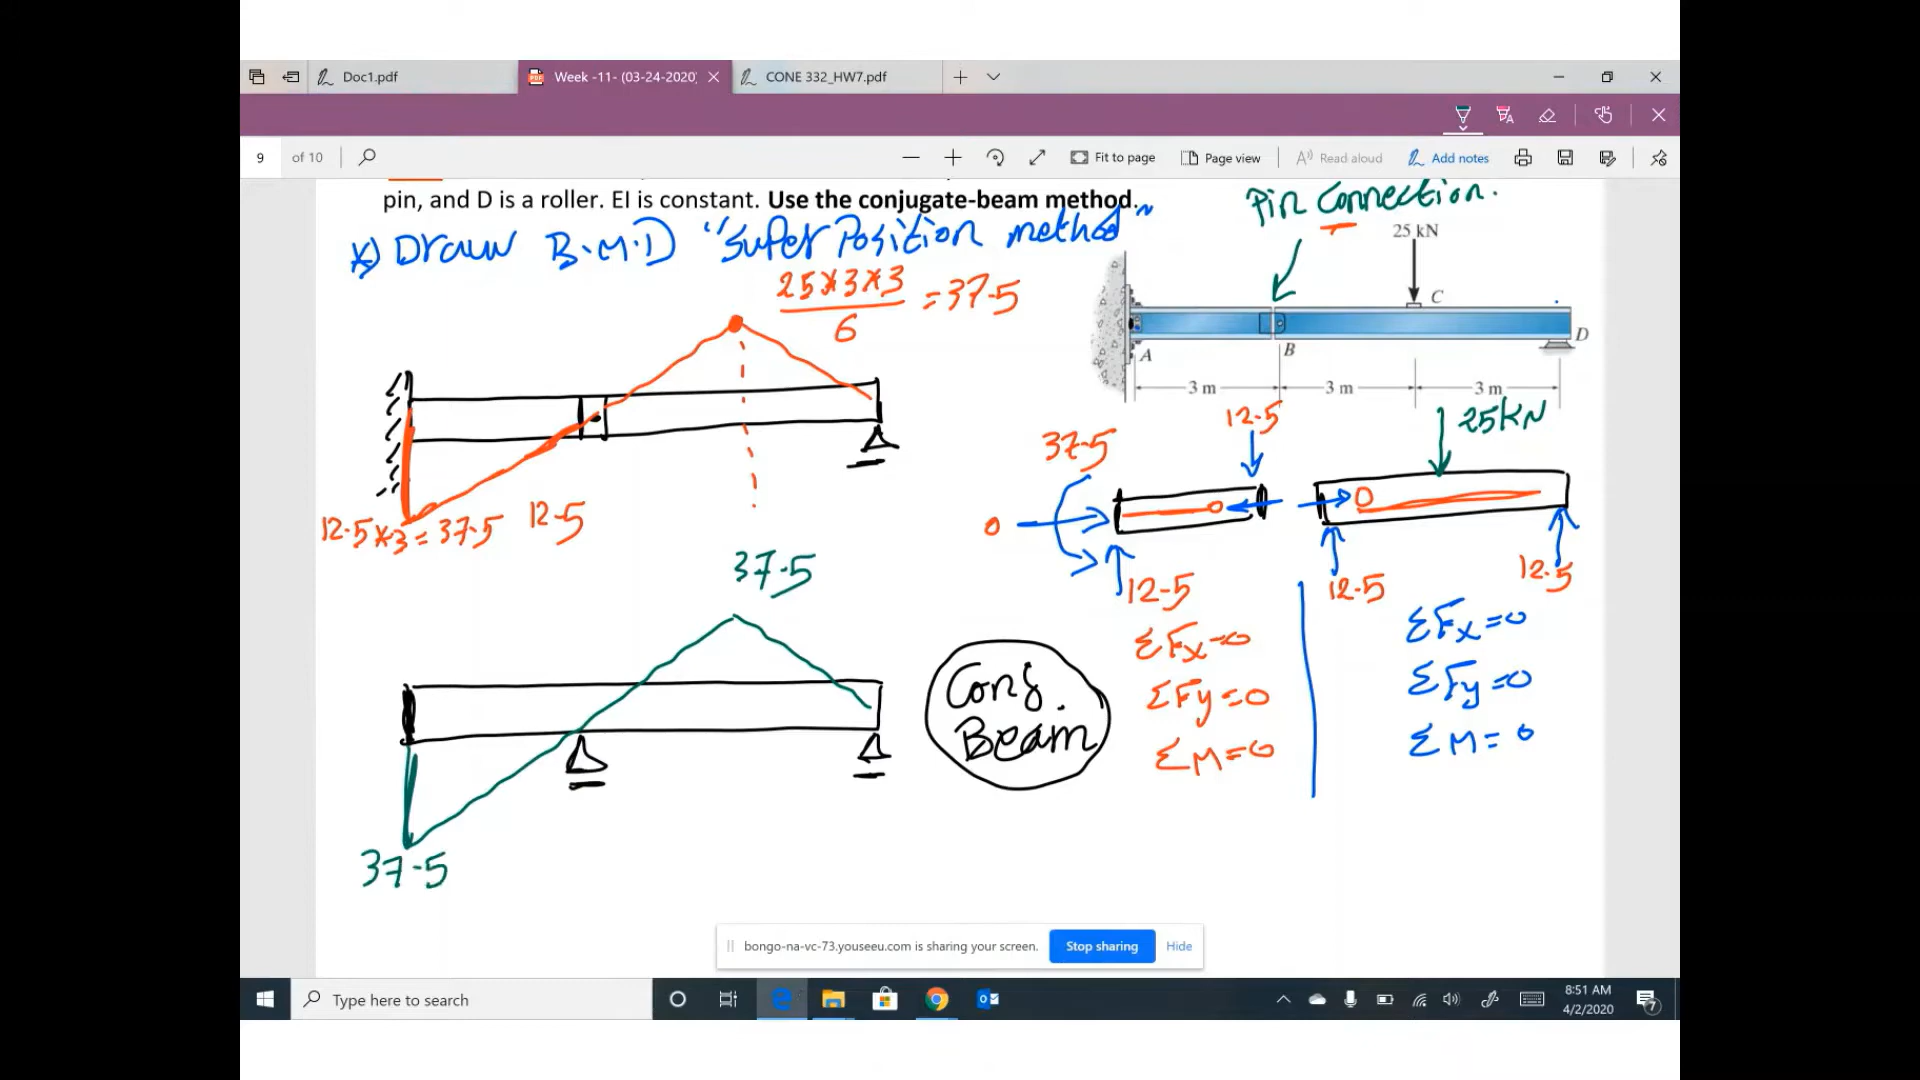 Doc1.pdf
Week -11- (03-24-2020)
CONE 332_HW7.pdf
9 of 10
Fit to page
Page view
Read aloud
Add notes
pin, and D is a roller. EI is constant. Use the conjugate-beam method.
*) Draw B.M.D "Super Position method"
Pin Connection.
25 kN
25*3*3
= 37.5
6
C
D
A
B
3 m
3 m
3 m
12.5
25KN
37.5
12.5*3 = 37.5
12.5
0
0
0
12.5
12.5
12.5
37.5
Conj.
Beam
ΣFx=0
ΣFy=0
ΣM=0
ΣFx=0
ΣFy=0
ΣM=0
37.5
bongo-na-vc-73.youseeu.com is sharing your screen.
Stop sharing
Hide
Type here to search
8:51 AM
4/2/2020
7